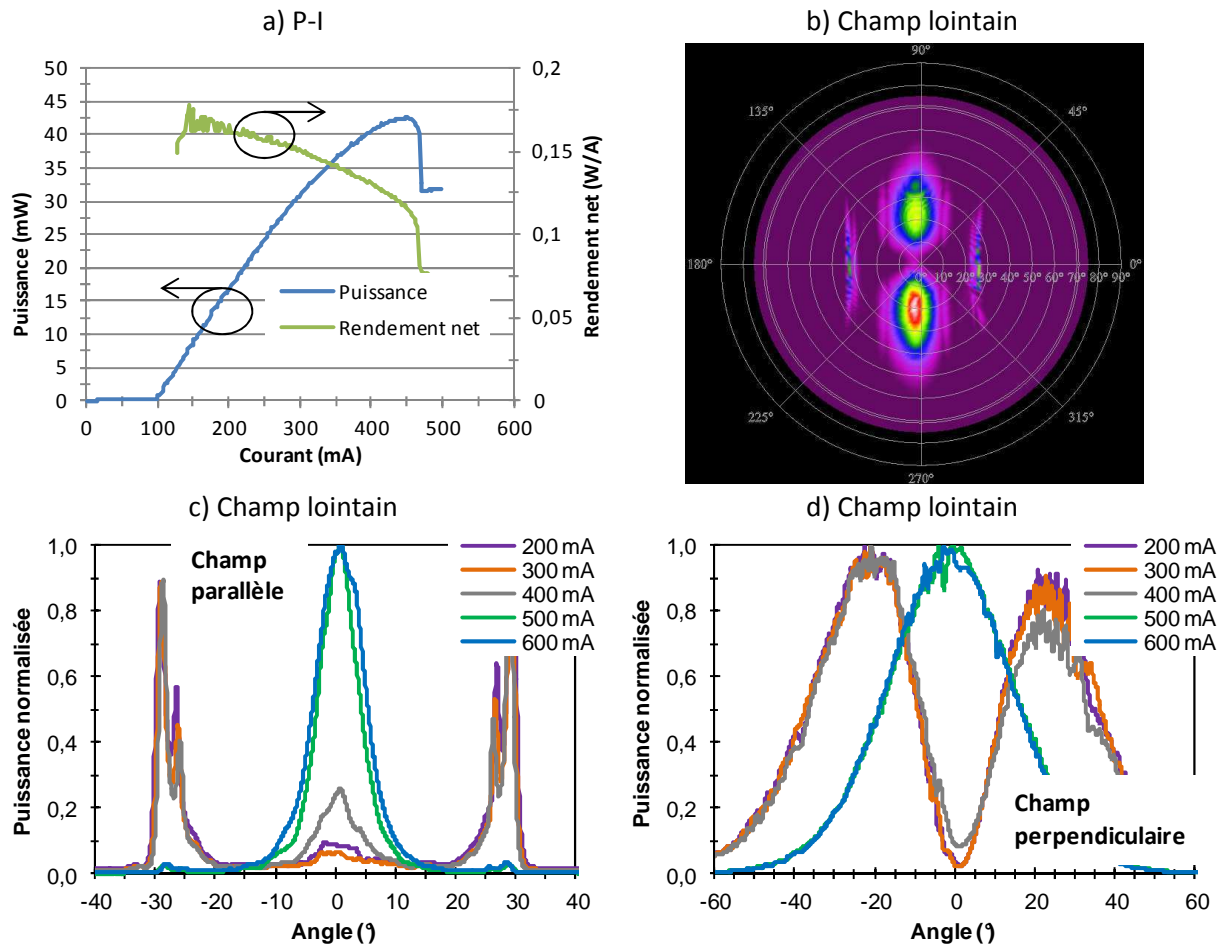 a) P-I
50
45
40
35
30
25
20
15
10
5
0
Puissance (mW)
0,2
0,15
0,1
0,05
0
Rendement net (W/A)
Puissance
Rendement net
0 100 200 300 400 500 600
Courant (mA)
b) Champ lointain
90°
135° 45°
180° 0° 10° 20° 30° 40° 50° 60° 70° 80° 90° 0°
225° 315°
270°
c) Champ lointain
Champ
parallèle
200 mA
300 mA
400 mA
500 mA
600 mA
1,0
0,8
0,6
0,4
0,2
0,0
Puissance normalisée
-40 -30 -20 -10 0 10 20 30 40
Angle (°)
d) Champ lointain
200 mA
300 mA
400 mA
500 mA
600 mA
1,0
0,8
0,6
0,4
0,2
0,0
Puissance normalisée
Champ
perpendiculaire
-60 -40 -20 0 20 40 60
Angle (°)